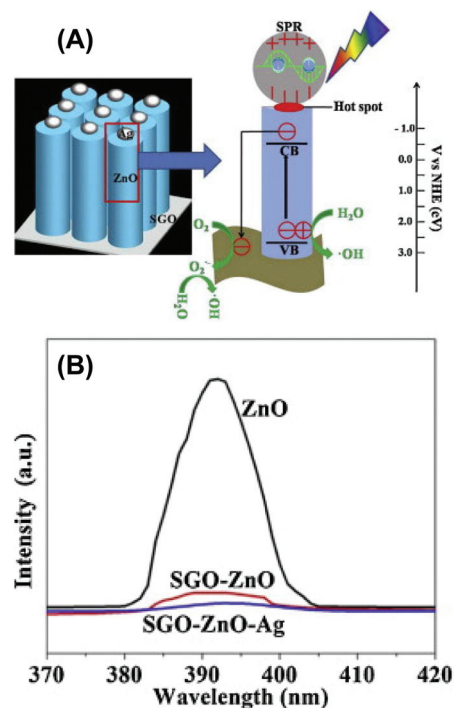 (A)
SPR
Ag
ZnO
SGO
Hot spot
CB
VB
O₂
O₂⁻
H₂O
·OH
H₂O
·OH
- 1.0
0.0
1.0
2.0
3.0
V vs NHE (eV)
(B)
Intensity (a.u.)
ZnO
SGO-ZnO
SGO-ZnO-Ag
370 380 390 400 410 420
Wavelength (nm)